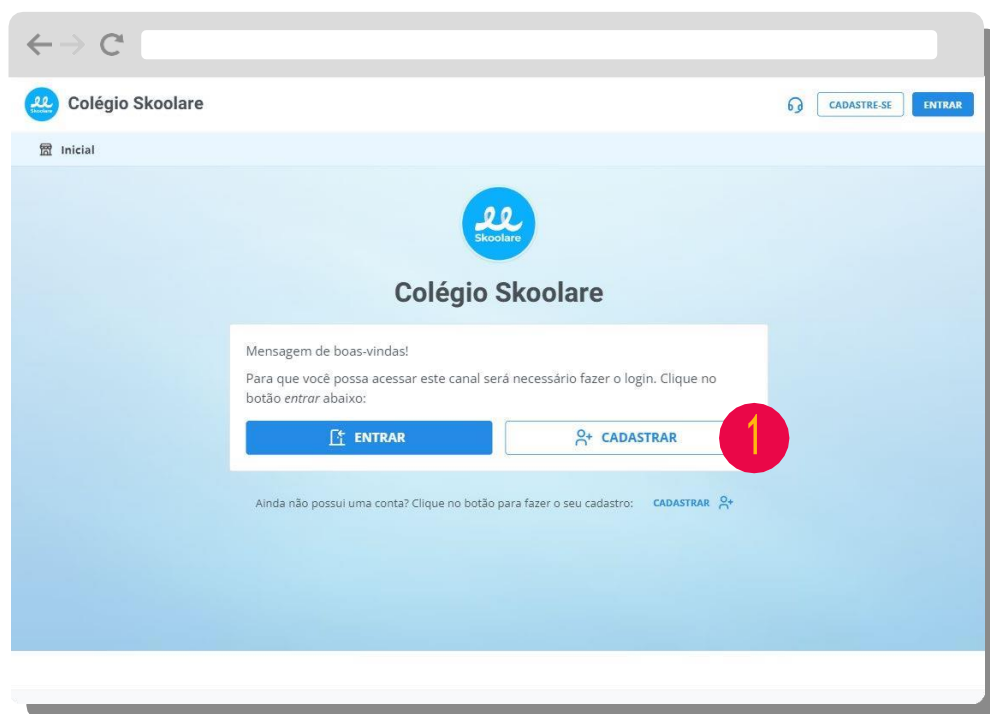 Skoolare
Colégio Skoolare
CADASTRE-SE
ENTRAR
Inicial
Skoolare
Colégio Skoolare
Mensagem de boas-vindas!
Para que você possa acessar este canal será necessário fazer o login. Clique no
botão entrar abaixo:
ENTRAR
CADASTRAR
1
Ainda não possui uma conta? Clique no botão para fazer o seu cadastro:
CADASTRAR